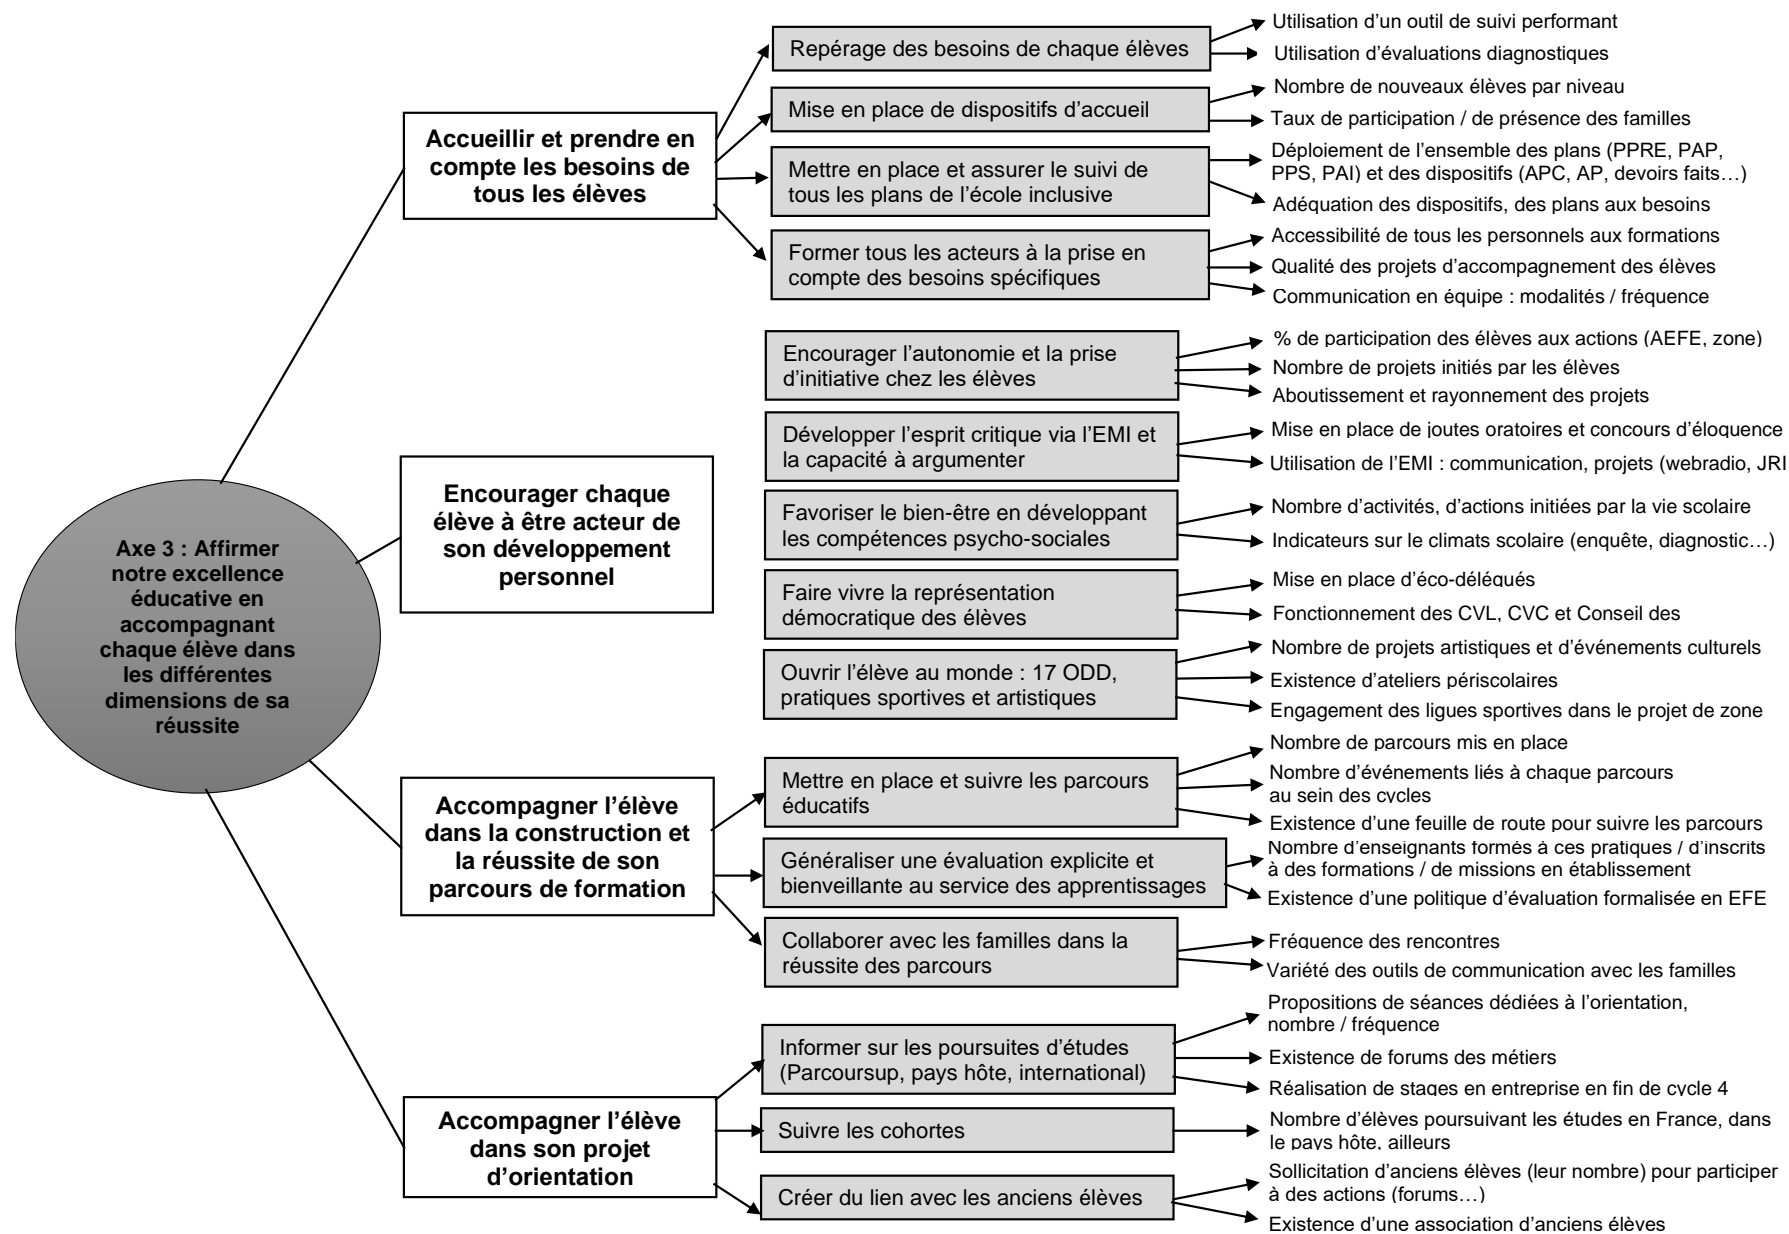 Axe 3 : Affirmer
notre excellence
éducative en
accompagnant
chaque élève dans
les différentes
dimensions de sa
réussite
Accueillir et prendre en
compte les besoins de
tous les élèves
Repérage des besoins de chaque élèves
Utilisation d'un outil de suivi performant
Utilisation d'évaluations diagnostiques
Mise en place de dispositifs d'accueil
Nombre de nouveaux élèves par niveau
Taux de participation / de présence des familles
Mettre en place et assurer le suivi de
tous les plans de l'école inclusive
Déploiement de l'ensemble des plans (PPRE, PAP,
PPS, PAI) et des dispositifs (APC, AP, devoirs faits…)
Adéquation des dispositifs, des plans aux besoins
Former tous les acteurs à la prise en
compte des besoins spécifiques
Accessibilité de tous les personnels aux formations
Qualité des projets d'accompagnement des élèves
Communication en équipe : modalités / fréquence
Encourager chaque
élève à être acteur de
son développement
personnel
Encourager l'autonomie et la prise
d'initiative chez les élèves
% de participation des élèves aux actions (AEFE, zone)
Nombre de projets initiés par les élèves
Aboutissement et rayonnement des projets
Développer l'esprit critique via l'EMI et
la capacité à argumenter
Mise en place de joutes oratoires et concours d'éloquence
Utilisation de l'EMI : communication, projets (webradio, JRI
Favoriser le bien-être en développant
les compétences psycho-sociales
Nombre d'activités, d'actions initiées par la vie scolaire
Indicateurs sur le climats scolaire (enquête, diagnostic…)
Faire vivre la représentation
démocratique des élèves
Mise en place d'éco-délégués
Fonctionnement des CVL, CVC et Conseil des
Ouvrir l'élève au monde : 17 ODD,
pratiques sportives et artistiques
Nombre de projets artistiques et d'événements culturels
Existence d'ateliers périscolaires
Engagement des ligues sportives dans le projet de zone
Accompagner l'élève
dans la construction et
la réussite de son
parcours de formation
Mettre en place et suivre les parcours
éducatifs
Nombre de parcours mis en place
Nombre d'événements liés à chaque parcours
au sein des cycles
Existence d'une feuille de route pour suivre les parcours
Généraliser une évaluation explicite et
bienveillante au service des apprentissages
Nombre d'enseignants formés à ces pratiques / d'inscrits
à des formations / de missions en établissement
Existence d'une politique d'évaluation formalisée en EFE
Collaborer avec les familles dans la
réussite des parcours
Fréquence des rencontres
Variété des outils de communication avec les familles
Accompagner l'élève
dans son projet
d'orientation
Informer sur les poursuites d'études
(Parcoursup, pays hôte, international)
Propositions de séances dédiées à l'orientation,
nombre / fréquence
Existence de forums des métiers
Réalisation de stages en entreprise en fin de cycle 4
Suivre les cohortes
Nombre d'élèves poursuivant les études en France, dans
le pays hôte, ailleurs
Créer du lien avec les anciens élèves
Sollicitation d'anciens élèves (leur nombre) pour participer
à des actions (forums…)
Existence d'une association d'anciens élèves